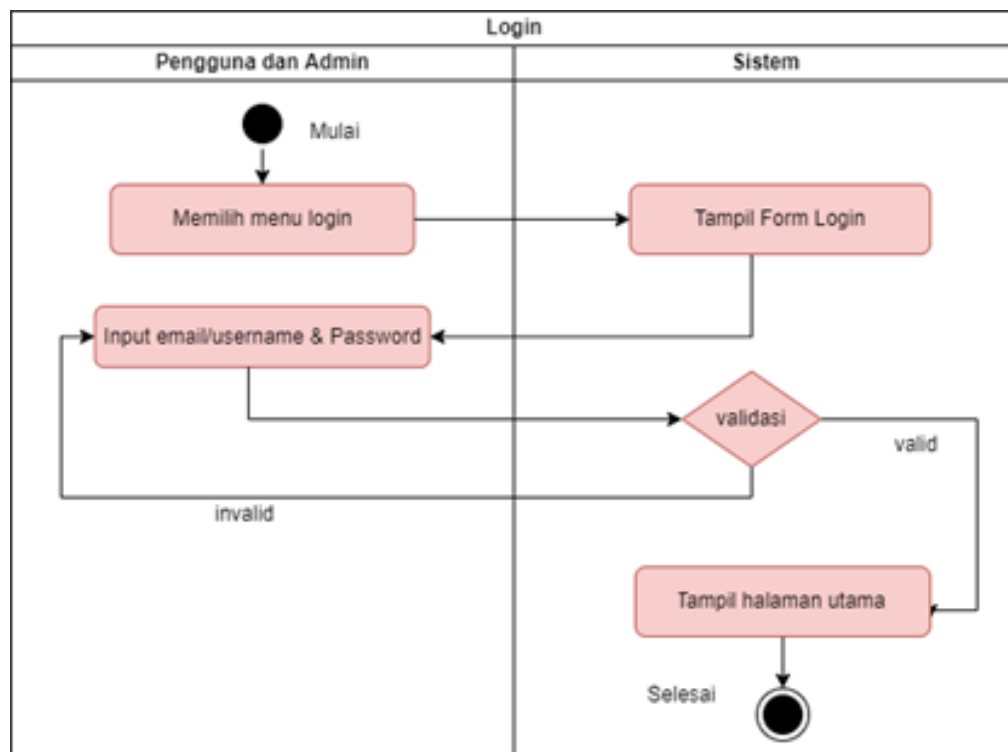 Login
Pengguna dan Admin
Sistem
Mulai
Memilih menu login
Tampil Form Login
Input email/username & Password
validasi
valid
invalid
Tampil halaman utama
Selesai